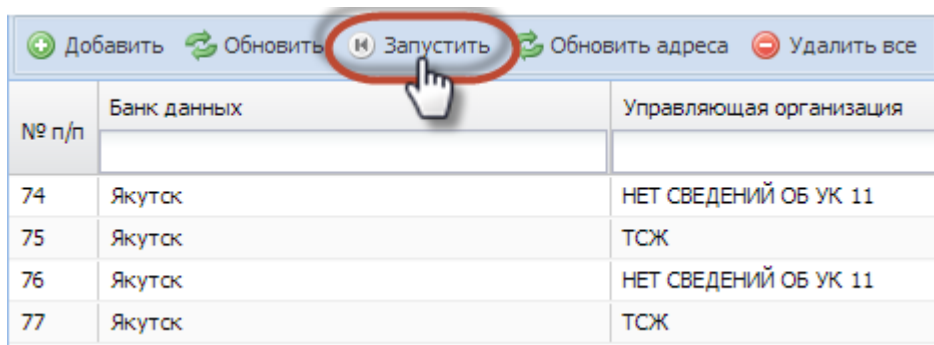 Добавить Обновить Запустить Обновить адреса Удалить все
№ п/п Банк данных Управляющая организация
74 Якутск НЕТ СВЕДЕНИЙ ОБ УК 11
75 Якутск ТСЖ
76 Якутск НЕТ СВЕДЕНИЙ ОБ УК 11
77 Якутск ТСЖ